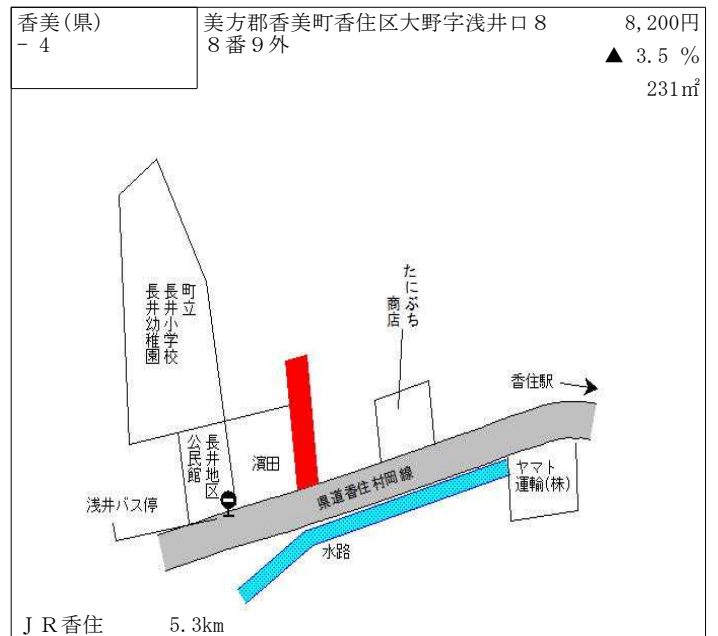 香美(県)
－４
美方郡香美町香住区大野字浅井口８
８番９外
8,200円
▲ 3.5 %
231㎡
町立
長井小学校
長井幼稚園
たにぶち
商店
香住駅
長井地区
公民館
濵田
県道香住村岡線
ヤマト
運輸(株)
浅井バス停
水路
ＪＲ香住 5.3km